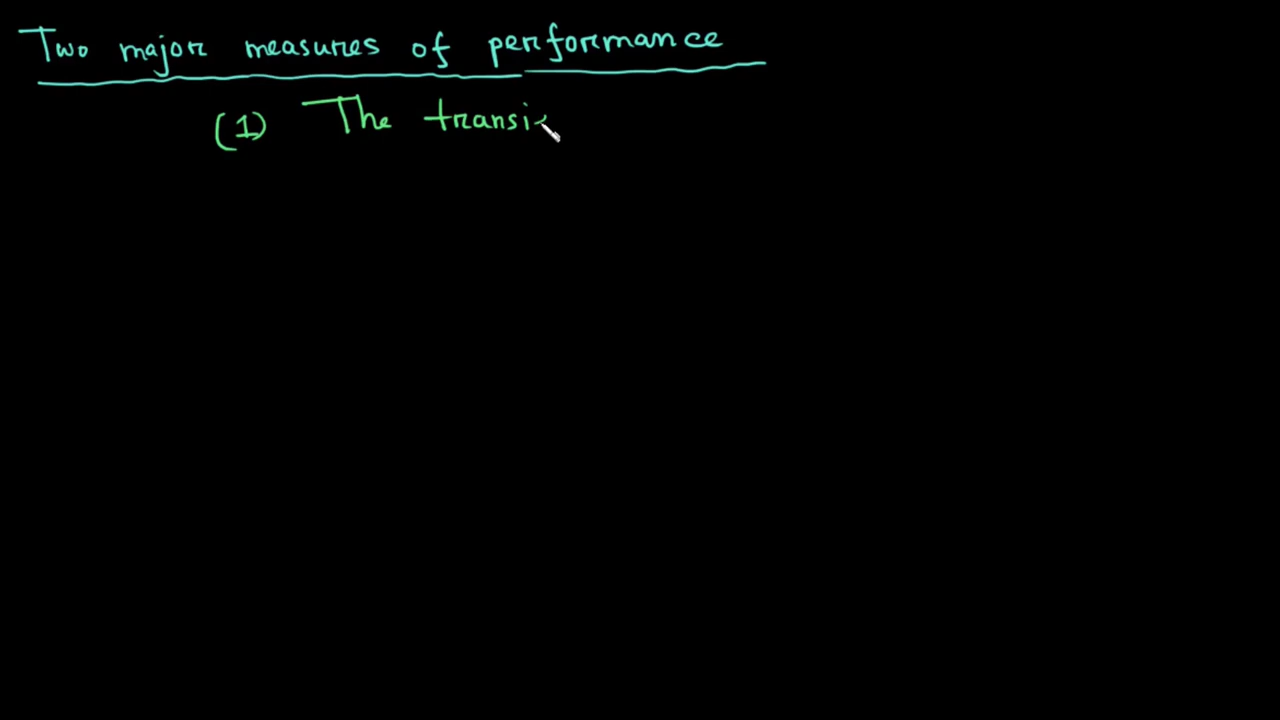 Two major measures of performance
(1) The transi